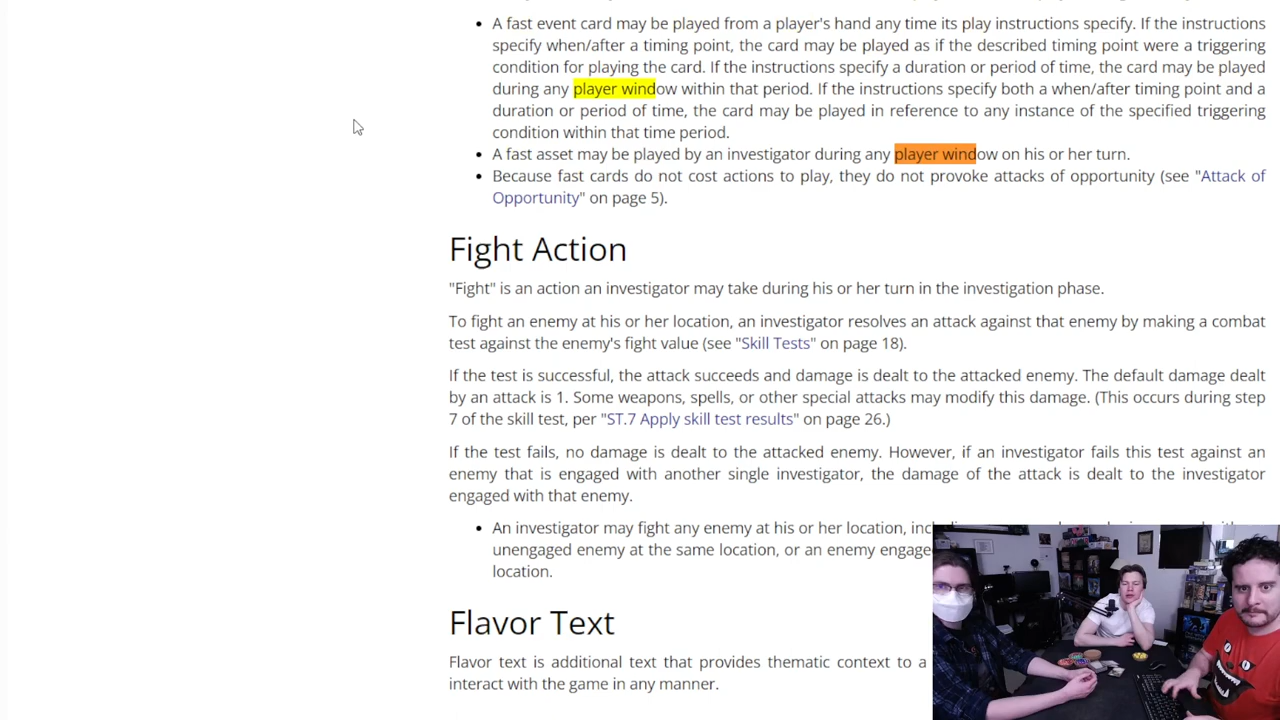 • A fast event card may be played from a player's hand any time its play instructions specify. If the instructions
specify when/after a timing point, the card may be played as if the described timing point were a triggering
condition for playing the card. If the instructions specify a duration or period of time, the card may be played
during any player window within that period. If the instructions specify both a when/after timing point and a
duration or period of time, the card may be played in reference to any instance of the specified triggering
condition within that time period.
• A fast asset may be played by an investigator during any player window on his or her turn.
• Because fast cards do not cost actions to play, they do not provoke attacks of opportunity (see "Attack of
Opportunity" on page 5).
Fight Action
"Fight" is an action an investigator may take during his or her turn in the investigation phase.
To fight an enemy at his or her location, an investigator resolves an attack against that enemy by making a combat
test against the enemy's fight value (see "Skill Tests" on page 18).
If the test is successful, the attack succeeds and damage is dealt to the attacked enemy. The default damage dealt
by an attack is 1. Some weapons, spells, or other special attacks may modify this damage. (This occurs during step
7 of the skill test, per "ST.7 Apply skill test results" on page 26.)
If the test fails, no damage is dealt to the attacked enemy. However, if an investigator fails this test against an
enemy that is engaged with another single investigator, the damage of the attack is dealt to the investigator
engaged with that enemy.
• An investigator may fight any enemy at his or her location,
unengaged enemy at the same location, or an enemy engaged
location.
Flavor Text
Flavor text is additional text that provides thematic context to a
interact with the game in any manner.